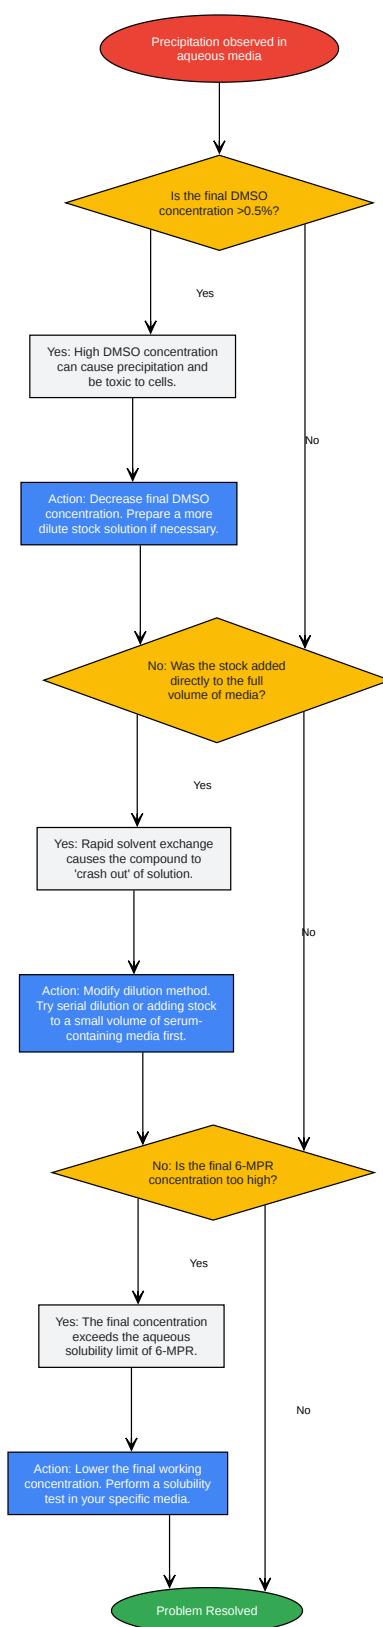 Precipitation observed in
aqueous media
Is the final DMSO
concentration >0.5%?
Yes
Yes: High DMSO concentration
can cause precipitation and
be toxic to cells.
No
Action: Decrease final DMSO
concentration. Prepare a more
dilute stock solution if necessary.
No: Was the stock added
directly to the full
volume of media?
Yes
Yes: Rapid solvent exchange
causes the compound to
'crash out' of solution.
No
Action: Modify dilution method.
Try serial dilution or adding stock
to a small volume of serum-
containing media first.
No: Is the final 6-MPR
concentration too high?
Yes
Yes: The final concentration
exceeds the aqueous
solubility limit of 6-MPR.
No
Action: Lower the final working
concentration. Perform a solubility
test in your specific media.
Problem Resolved